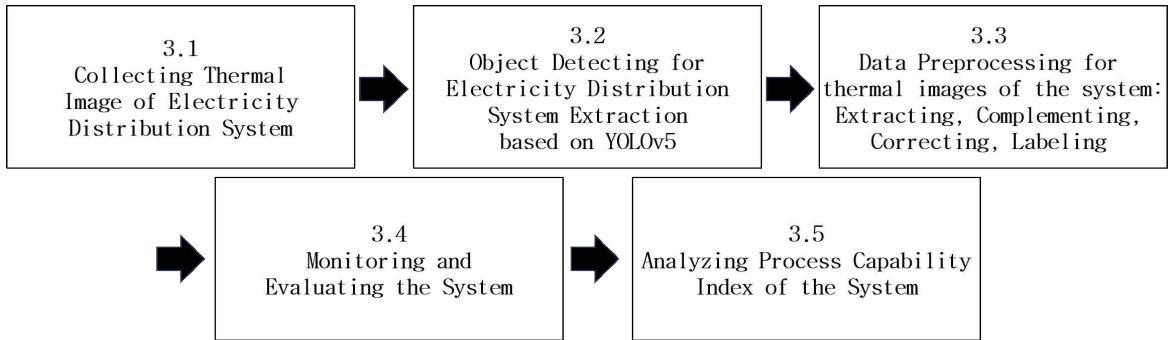 3.1
Collecting Thermal
Image of Electricity
Distribution System
3.2
Object Detecting for
Electricity Distribution
System Extraction
based on YOLOv5
3.3
Data Preprocessing for
thermal images of the system:
Extracting, Complementing,
Correcting, Labeling
3.4
Monitoring and
Evaluating the System
3.5
Analyzing Process Capability
Index of the System